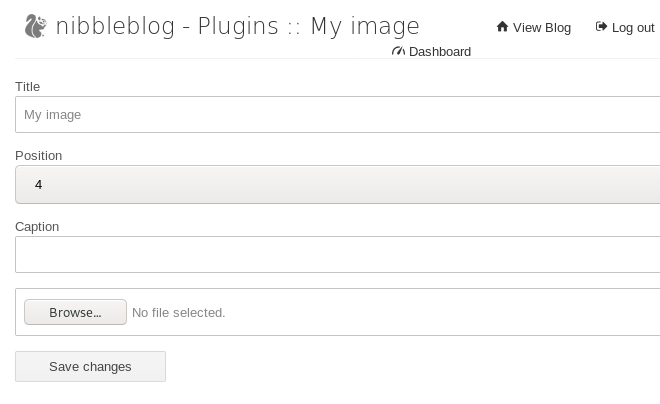 nibbleblog - Plugins :: My image
View Blog
Log out
Dashboard
Title
My image
Position
4
Caption
Browse...
No file selected.
Save changes